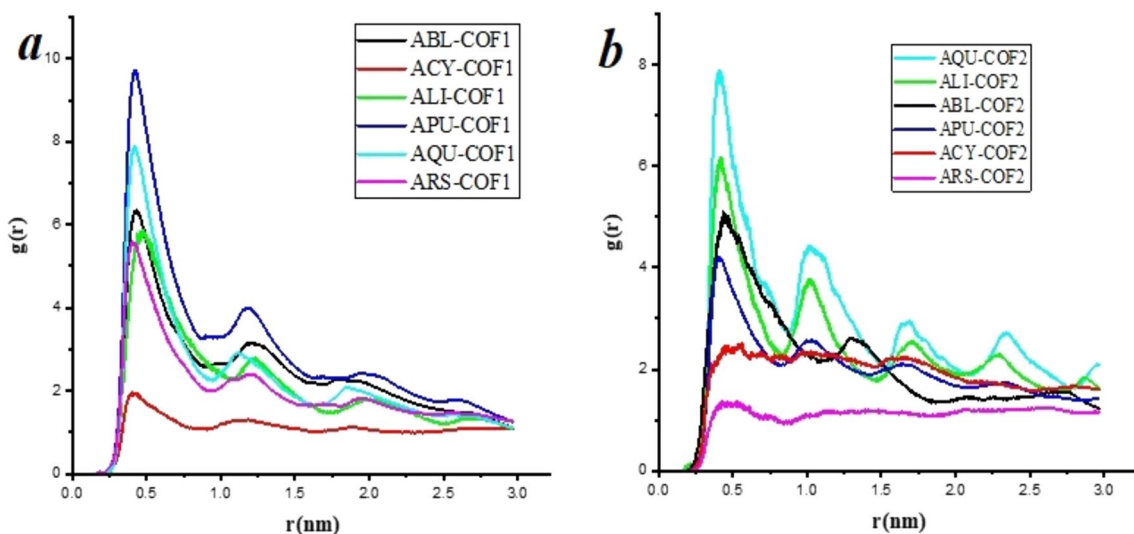 a
ABL-COF1
ACY-COF1
ALI-COF1
APU-COF1
AQU-COF1
ARS-COF1
10
8
6
4
2
0
g(r)
0.0 0.5 1.0 1.5 2.0 2.5 3.0
r(nm)
b
AQU-COF2
ALI-COF2
ABL-COF2
APU-COF2
ACY-COF2
ARS-COF2
8
6
4
2
0
g(r)
0.0 0.5 1.0 1.5 2.0 2.5 3.0
r(nm)